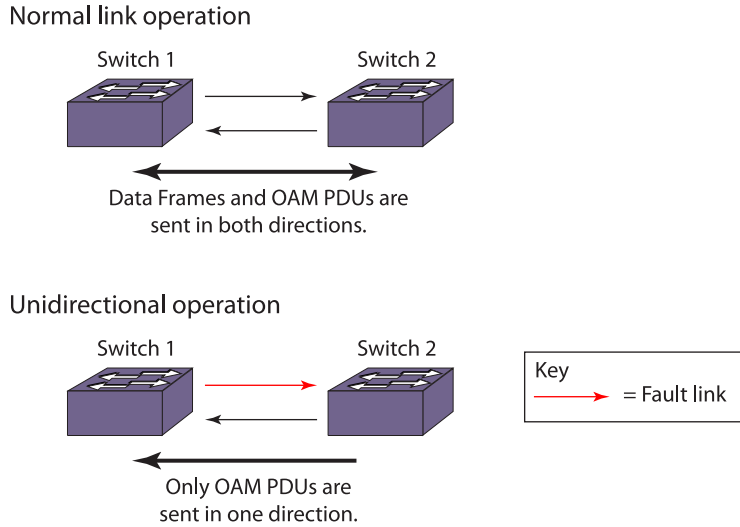 Normal link operation
Switch 1
Switch 2
Data Frames and OAM PDUs are
sent in both directions.
Unidirectional operation
Switch 1
Switch 2
Key
= Fault link
Only OAM PDUs are
sent in one direction.